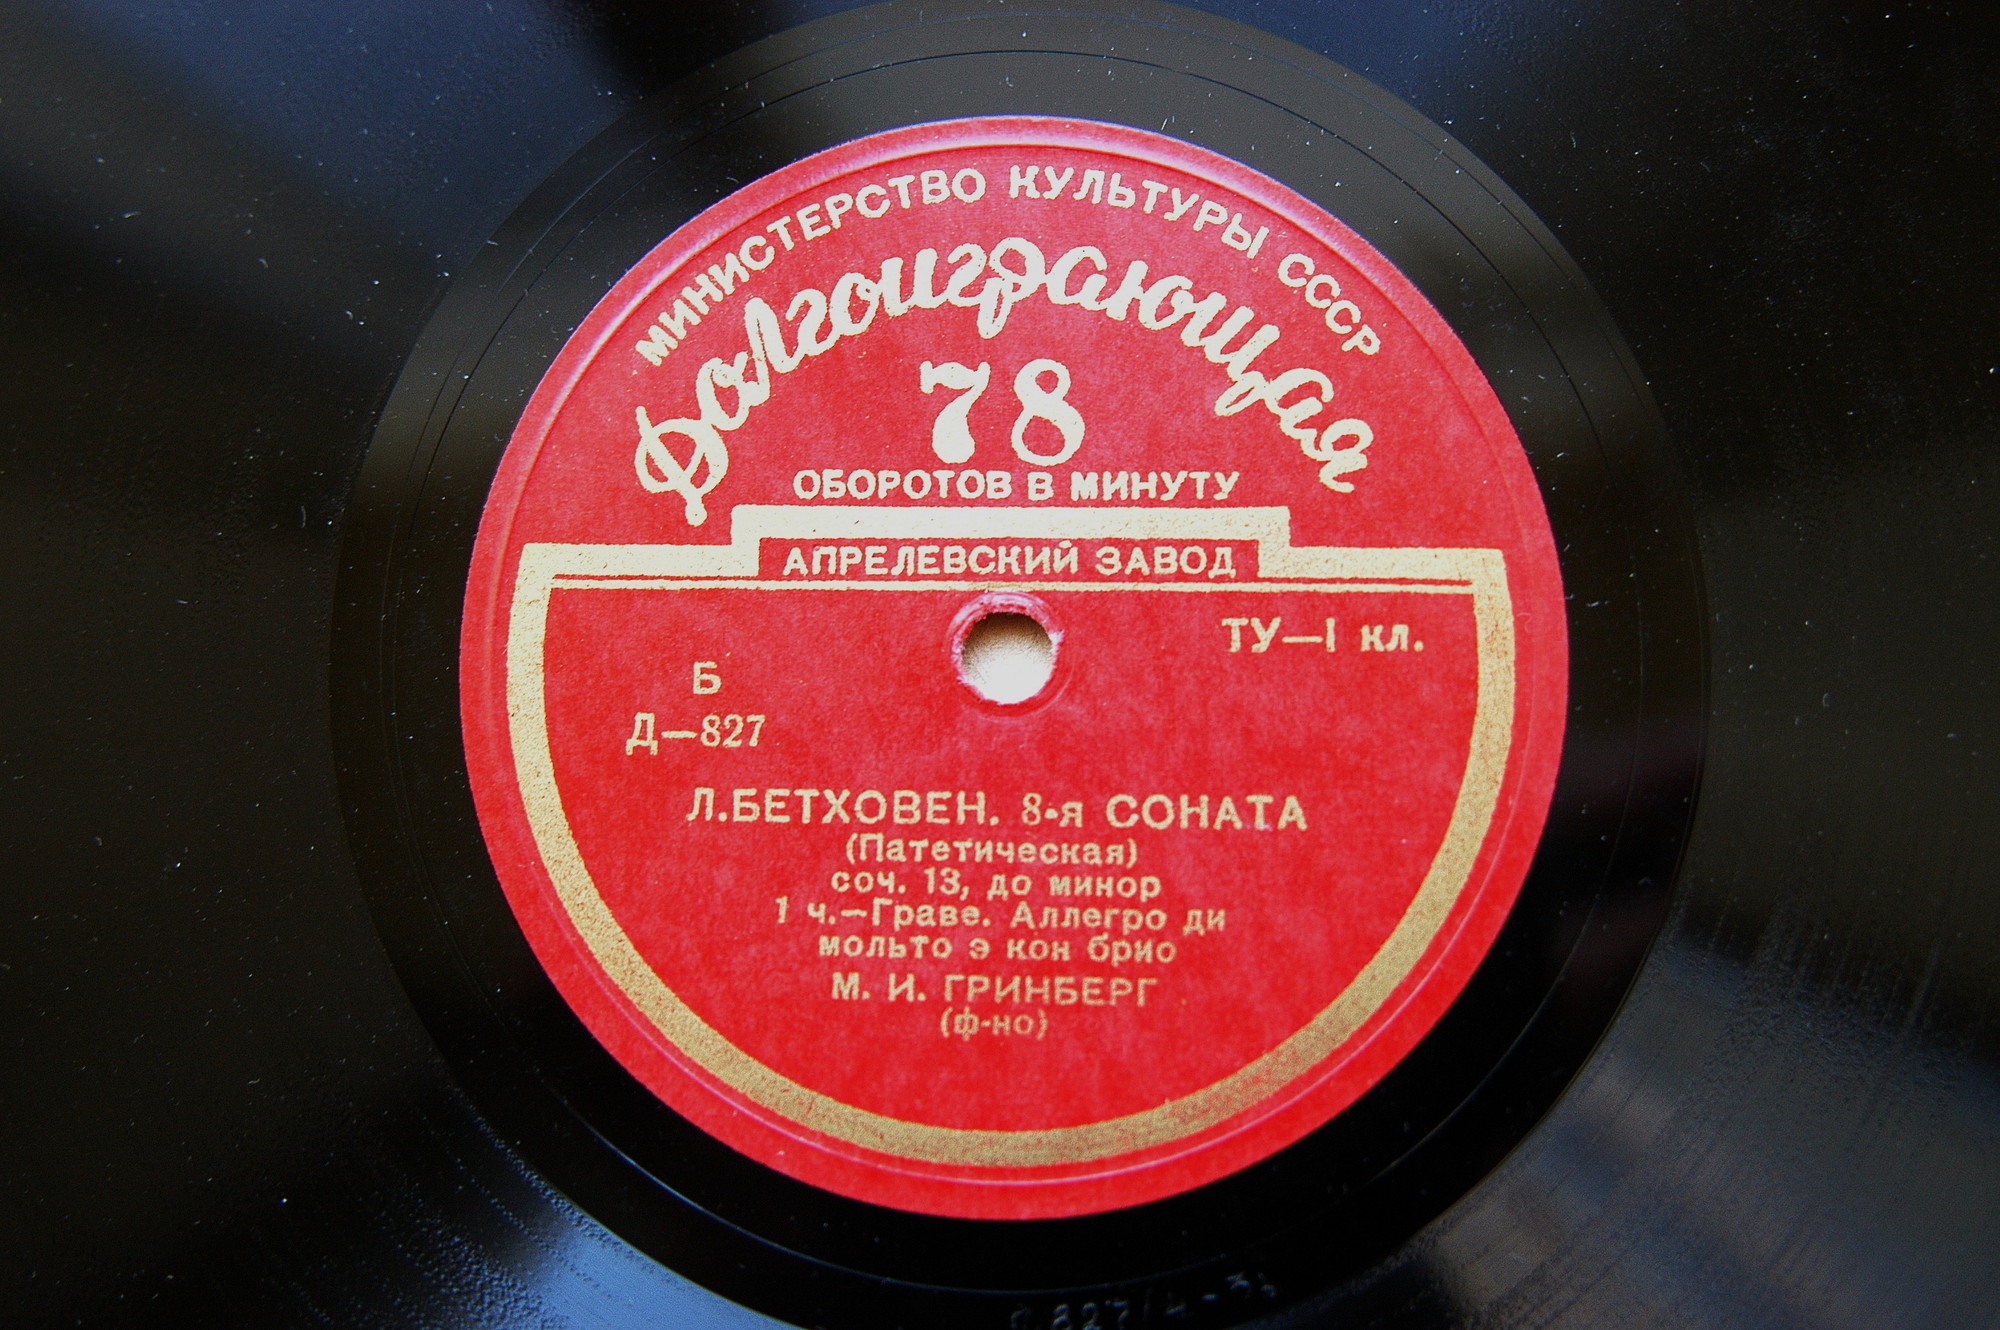 МИНИСТЕРСТВО КУЛЬТУРЫ СССР
Долгоиграющая
78
ОБОРОТОВ В МИНУТУ
АПРЕЛЕВСКИЙ ЗАВОД
ТУ—I кл.
Б
Д—827
Л.БЕТХОВЕН. 8-я СОНАТА
(Патетическая)
соч. 13, до минор
1 ч.—Граве. Аллегро ди
мольто э кон брио
М. И. ГРИНБЕРГ
(ф-но)